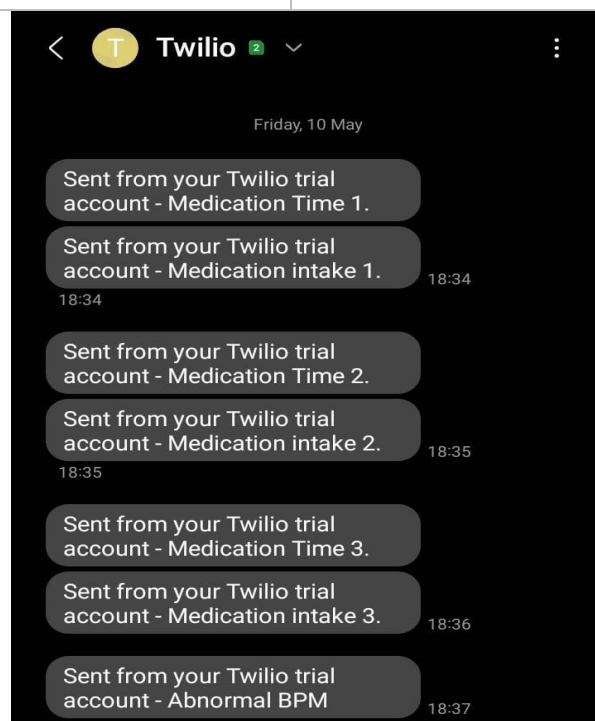 Twilio 2
Friday, 10 May
Sent from your Twilio trial
account - Medication Time 1.
Sent from your Twilio trial
account - Medication intake 1.
18:34
18:34
Sent from your Twilio trial
account - Medication Time 2.
Sent from your Twilio trial
account - Medication intake 2.
18:35
18:35
Sent from your Twilio trial
account - Medication Time 3.
Sent from your Twilio trial
account - Medication intake 3.
18:36
Sent from your Twilio trial
account - Abnormal BPM
18:37
T